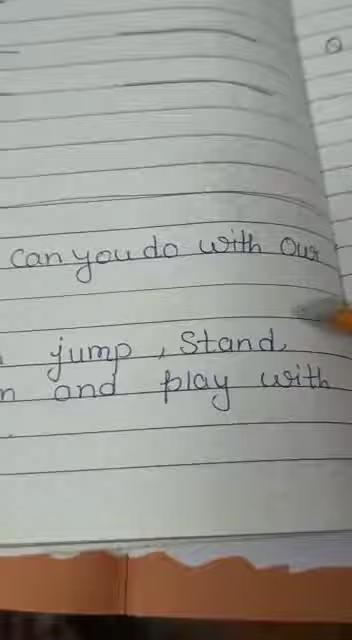 can you do with our
jump, Stand,
and play with